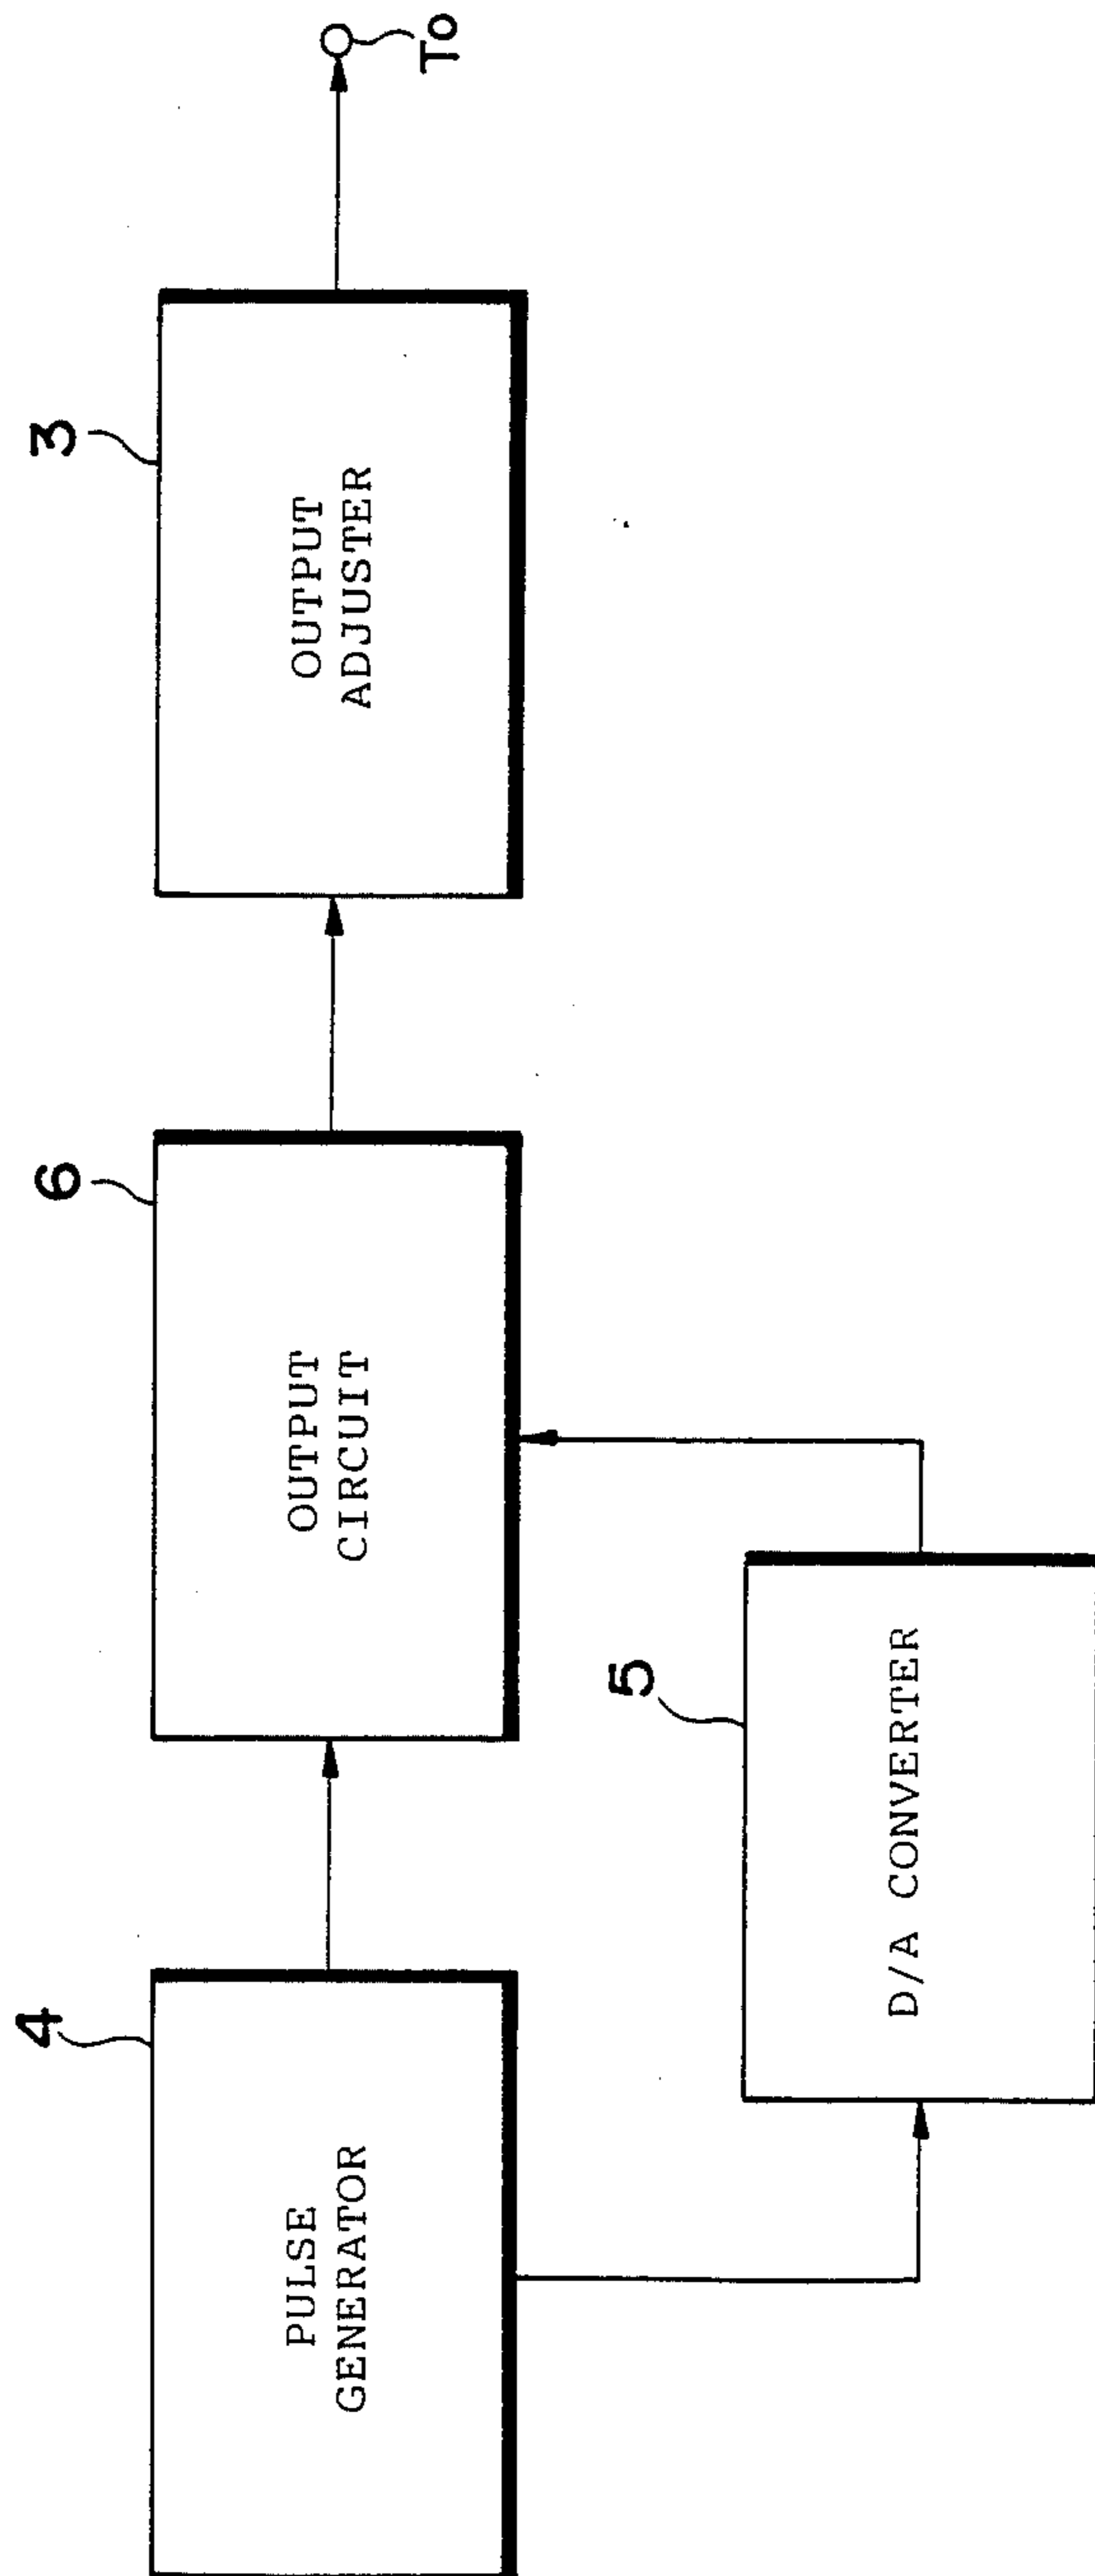 4
PULSE
GENERATOR
6
OUTPUT
CIRCUIT
3
OUTPUT
ADJUSTER
To
5
D/A CONVERTER